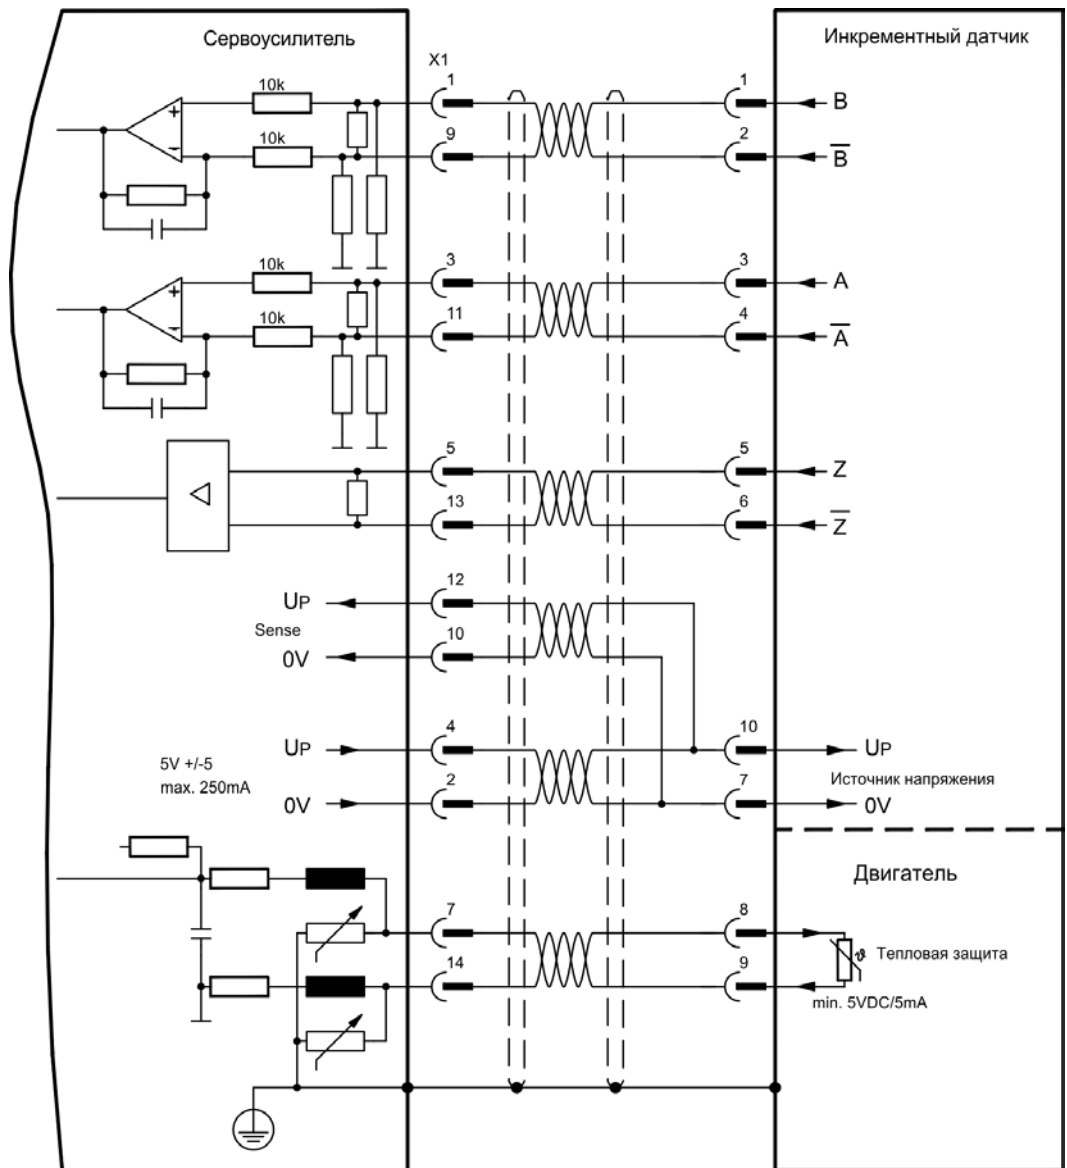 Сервоусилитель
Инкрементный датчик
X1
10k
1
1
B
10k
9
2
B̅
10k
3
3
A
10k
11
4
A̅
5
5
Z
13
6
Z̅
12
UP
Sense
10
0V
4
10
UP
UP
5V +/-5
max. 250mA
Источник напряжения
2
7
0V
0V
Двигатель
7
8
ϑ Тепловая защита
14
9
min. 5VDC/5mA